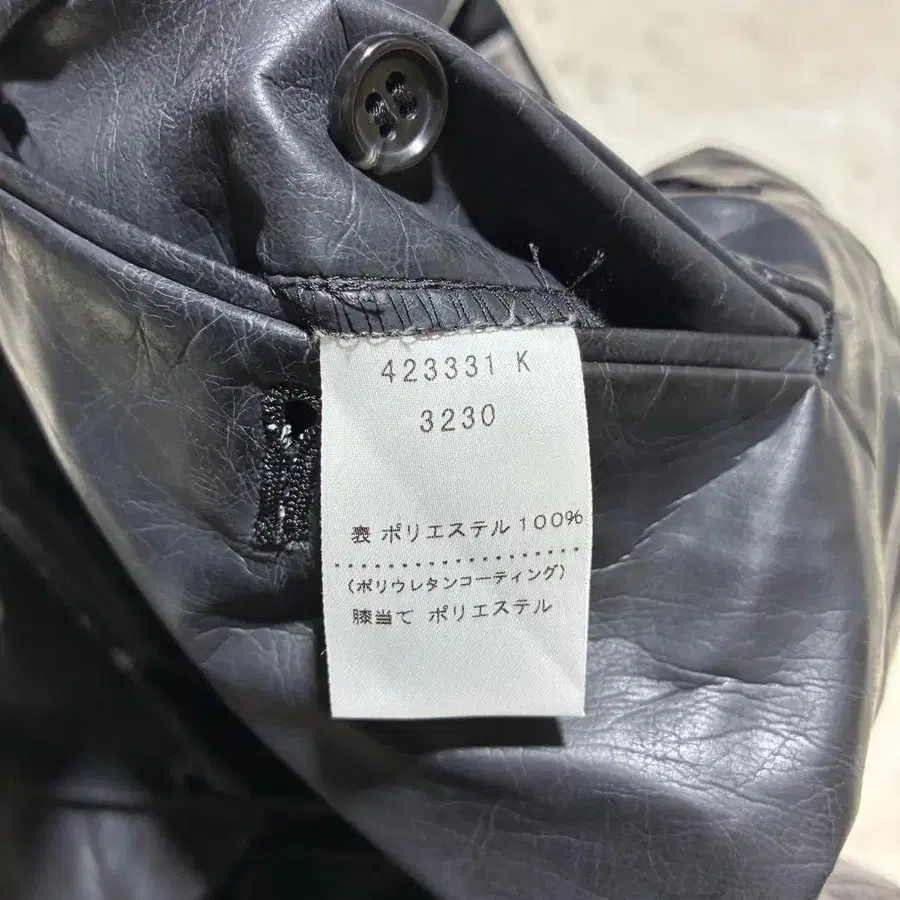 423331 K
3230
表 ポリエステル 100%
(ポリウレタンコーティング)
膝当て ポリエステル